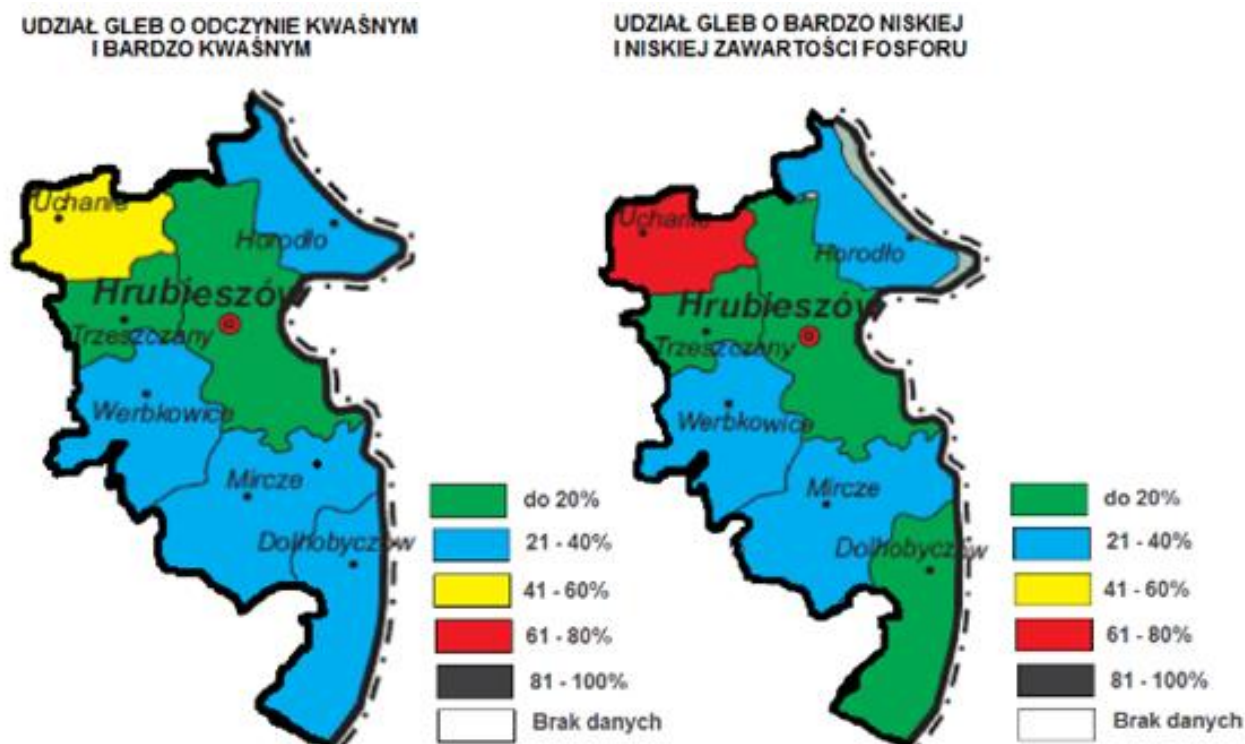 UDZIAŁ GLEB O ODCZYNIE KWAŚNYM
I BARDZO KWAŚNYM
Uchanie
Horodło
Hrubieszów
Trzeszczany
Werbkowice
Mircze
Dołhobyczów
do 20%
21 - 40%
41 - 60%
61 - 80%
81 - 100%
Brak danych
UDZIAŁ GLEB O BARDZO NISKIEJ
I NISKIEJ ZAWARTOŚCI FOSFORU
Uchanie
Horodło
Hrubieszów
Trzeszczany
Werbkowice
Mircze
Dołhobyczów
do 20%
21 - 40%
41 - 60%
61 - 80%
81 - 100%
Brak danych